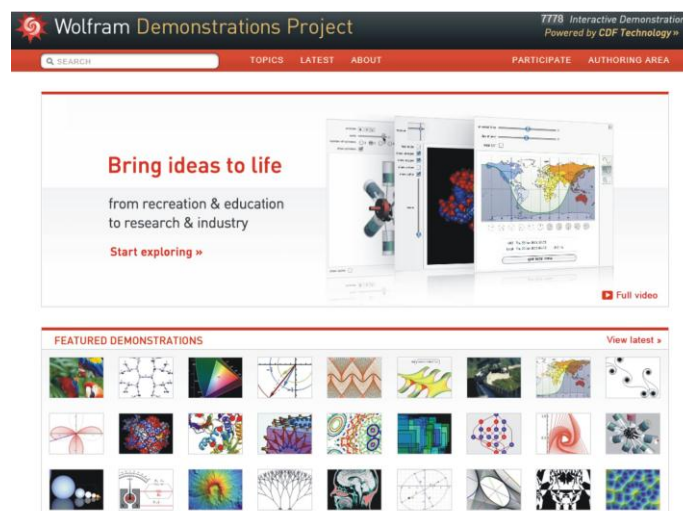 Wolfram Demonstrations Project
7778 Interactive Demonstration
Powered by CDF Technology »
SEARCH
TOPICS LATEST ABOUT PARTICIPATE AUTHORING AREA
Bring ideas to life
from recreation & education
to research & industry
Start exploring »
Full video
FEATURED DEMONSTRATIONS
View latest »